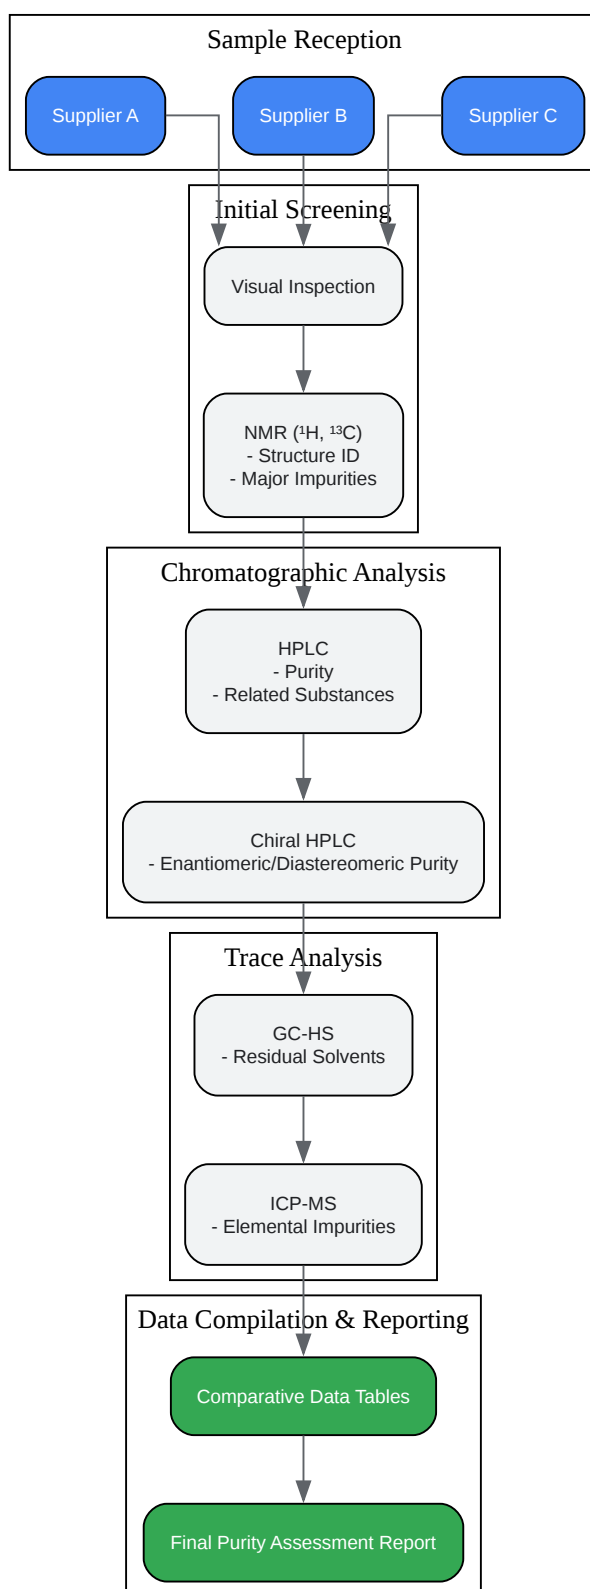 Sample Reception
Supplier A
Supplier B
Supplier C
Initial Screening
Visual Inspection
NMR (¹H, ¹³C)
- Structure ID
- Major Impurities
Chromatographic Analysis
HPLC
- Purity
- Related Substances
Chiral HPLC
- Enantiomeric/Diastereomeric Purity
Trace Analysis
GC-HS
- Residual Solvents
ICP-MS
- Elemental Impurities
Data Compilation & Reporting
Comparative Data Tables
Final Purity Assessment Report